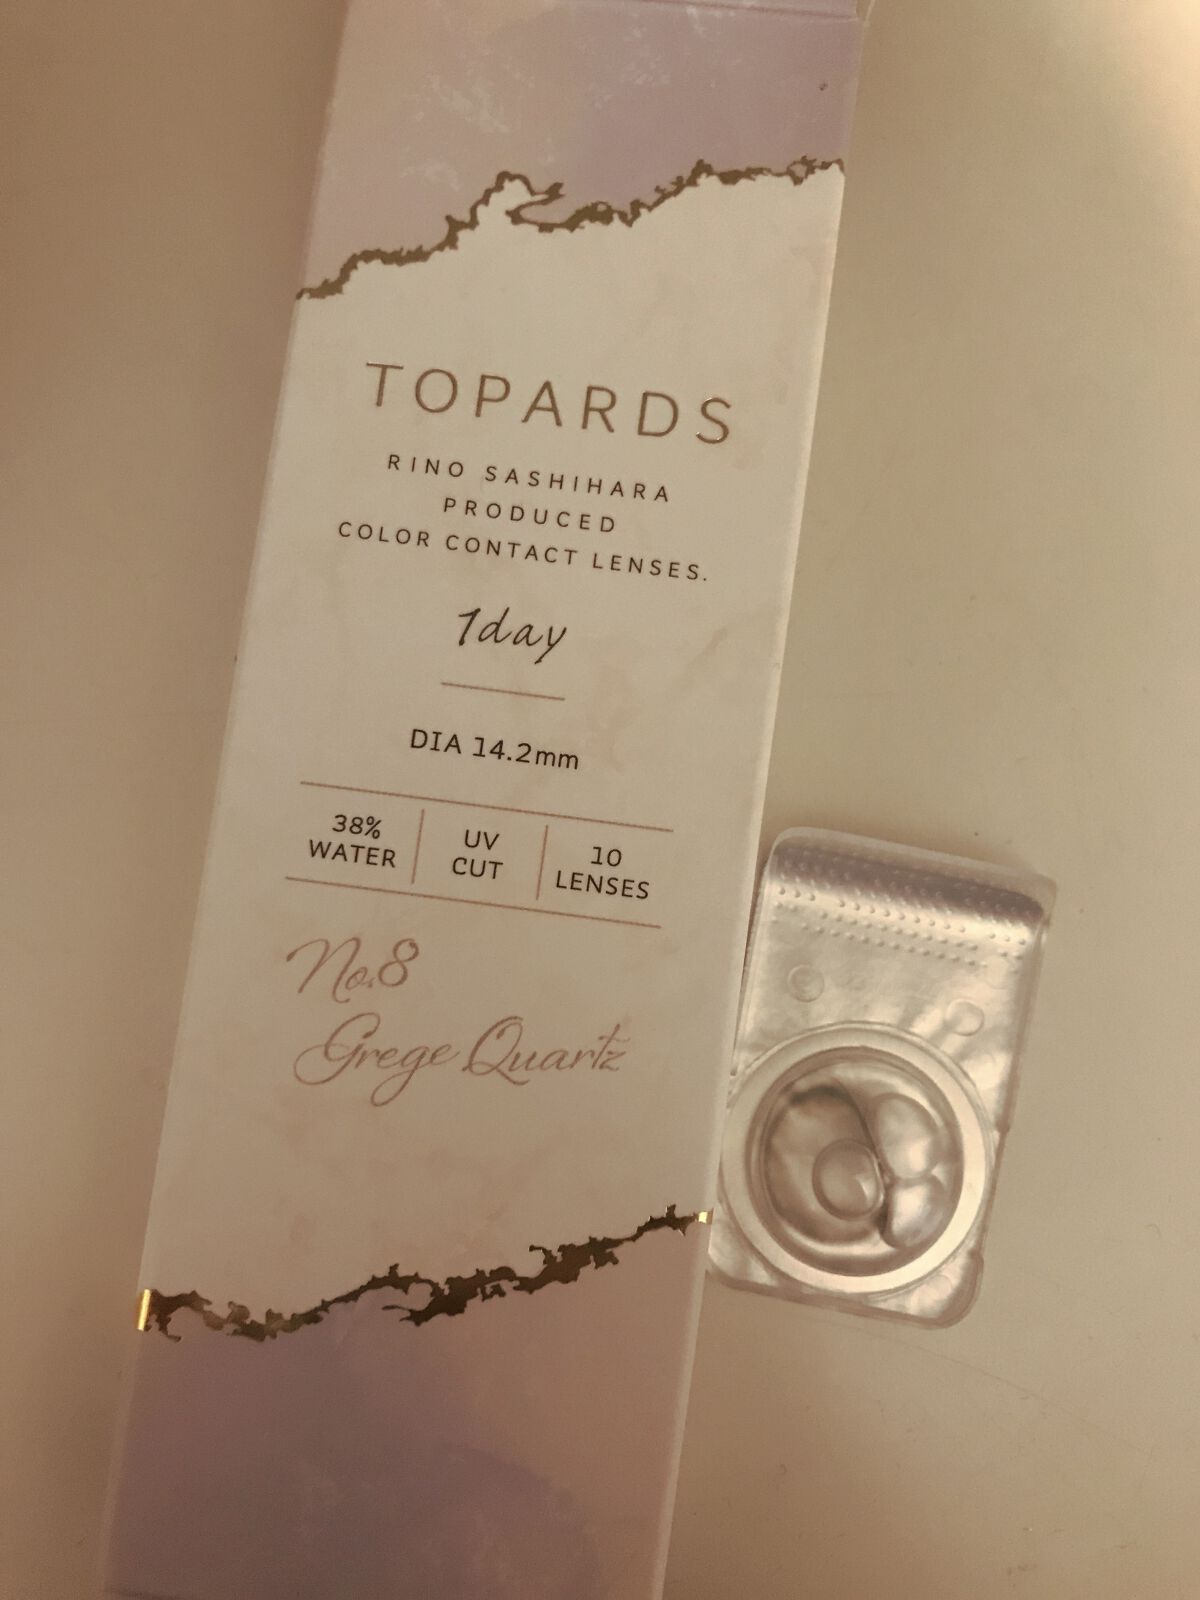 TOPARDS
RINO SASHIHARA
PRODUCED
COLOR CONTACT LENSES.
1day
DIA 14.2mm
38% WATER
UV CUT
10 LENSES
No.8
Grege Quartz